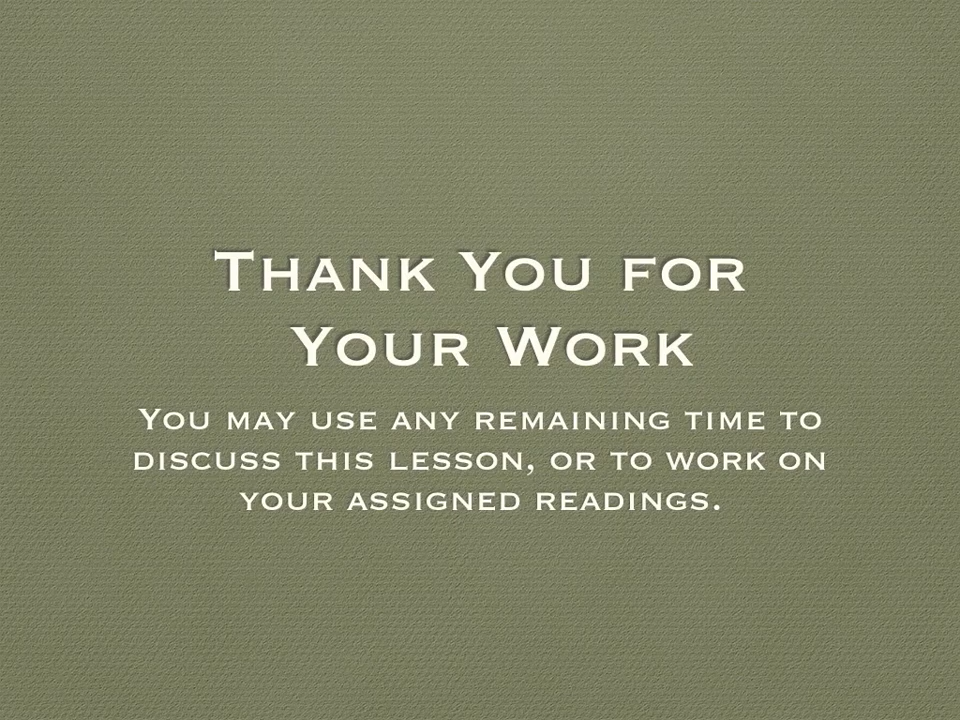 Thank You for
Your Work
You may use any remaining time to
discuss this lesson, or to work on
your assigned readings.